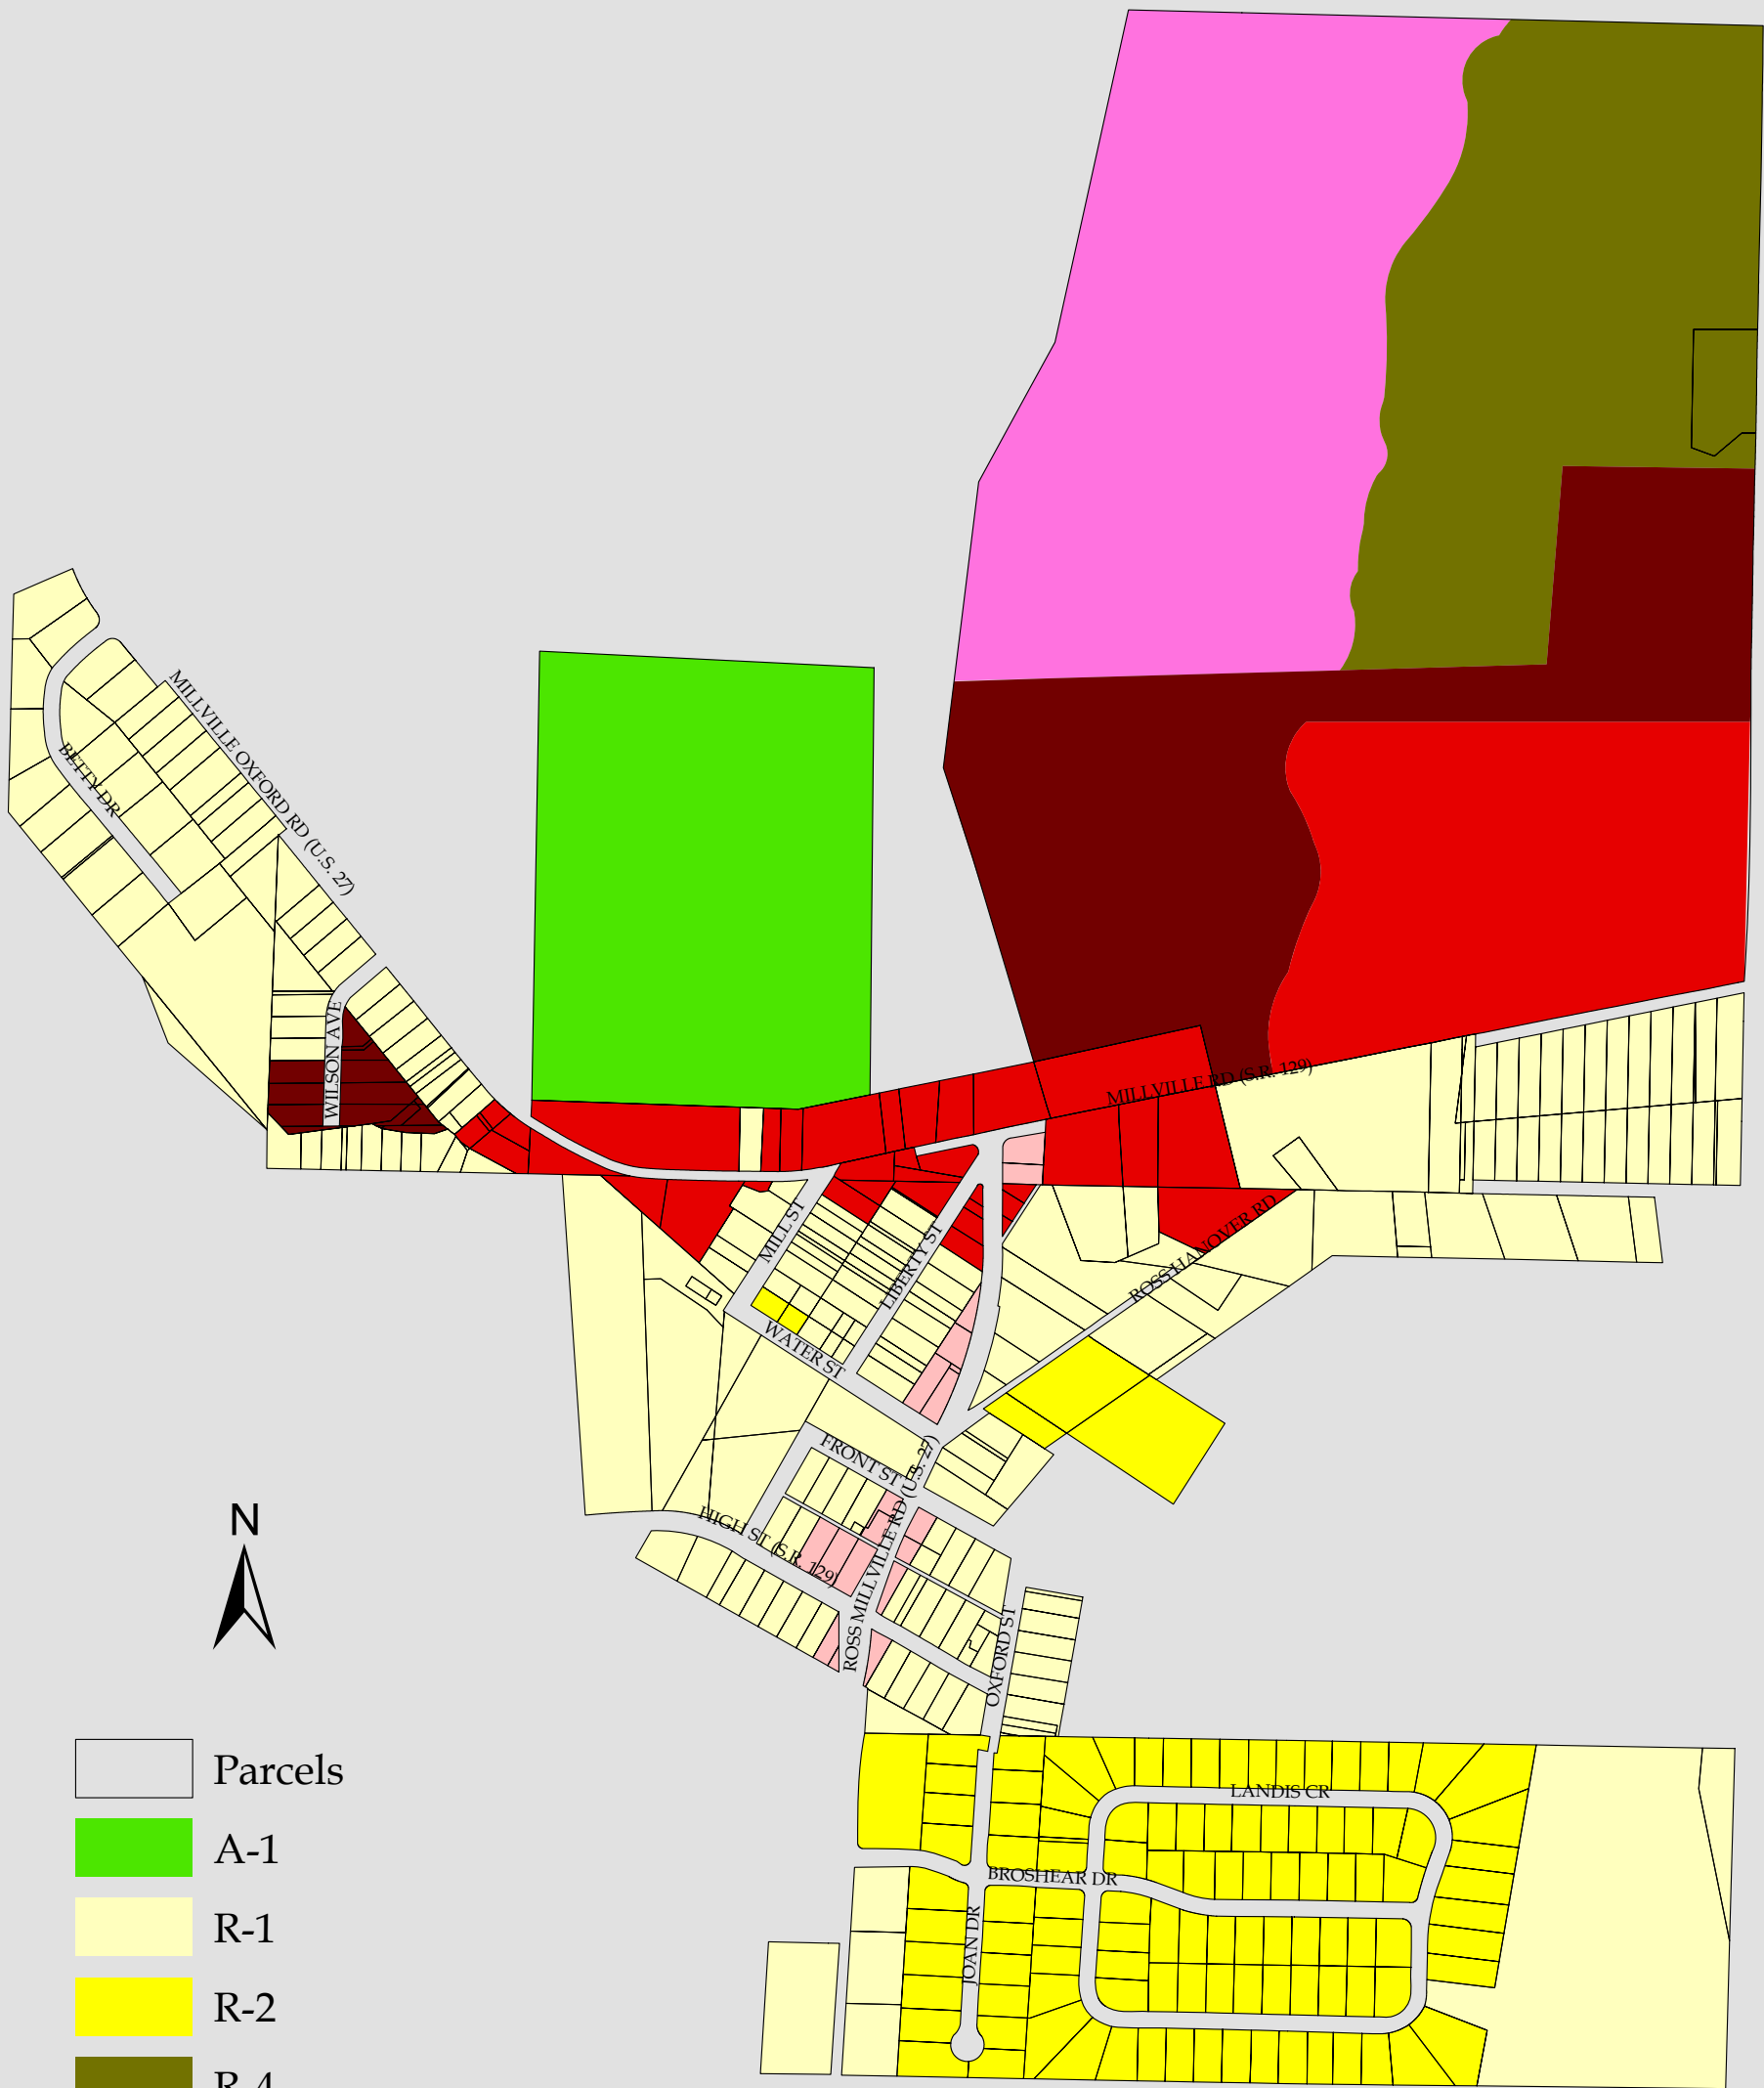 MILLVILLE OXFORD RD (U.S. 27)
BETTY DR
WILSON AVE
MILLVILLE RD (S.R. 129)
MILL ST
LIBERTY ST
ROSS HANOVER RD
WATER ST
FRONT ST
ROSS MILLVILLE RD (U.S. 27)
HIGH ST (S.R. 129)
OXFORD ST
N
LANDIS CR
BROSHEAR DR
JOAN DR
Parcels
A-1
R-1
R-2
R-4